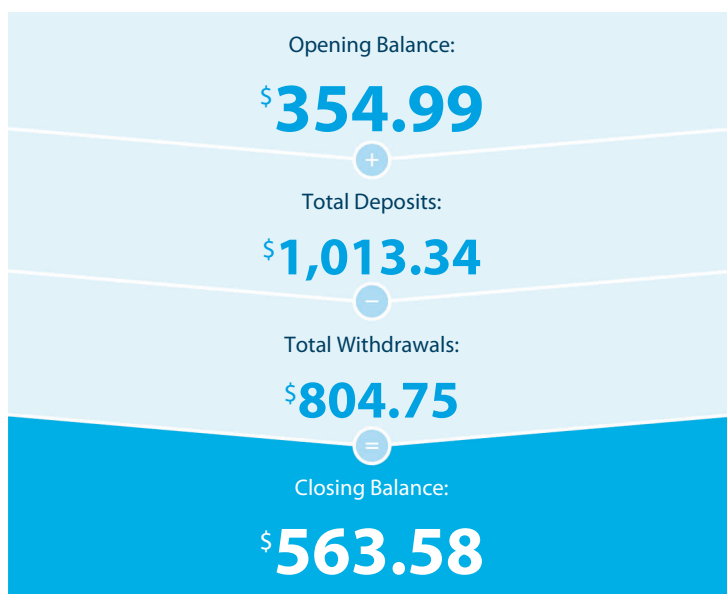 Opening Balance:
$354.99
+
Total Deposits:
$1,013.34
−
Total Withdrawals:
$804.75
=
Closing Balance:
$563.58